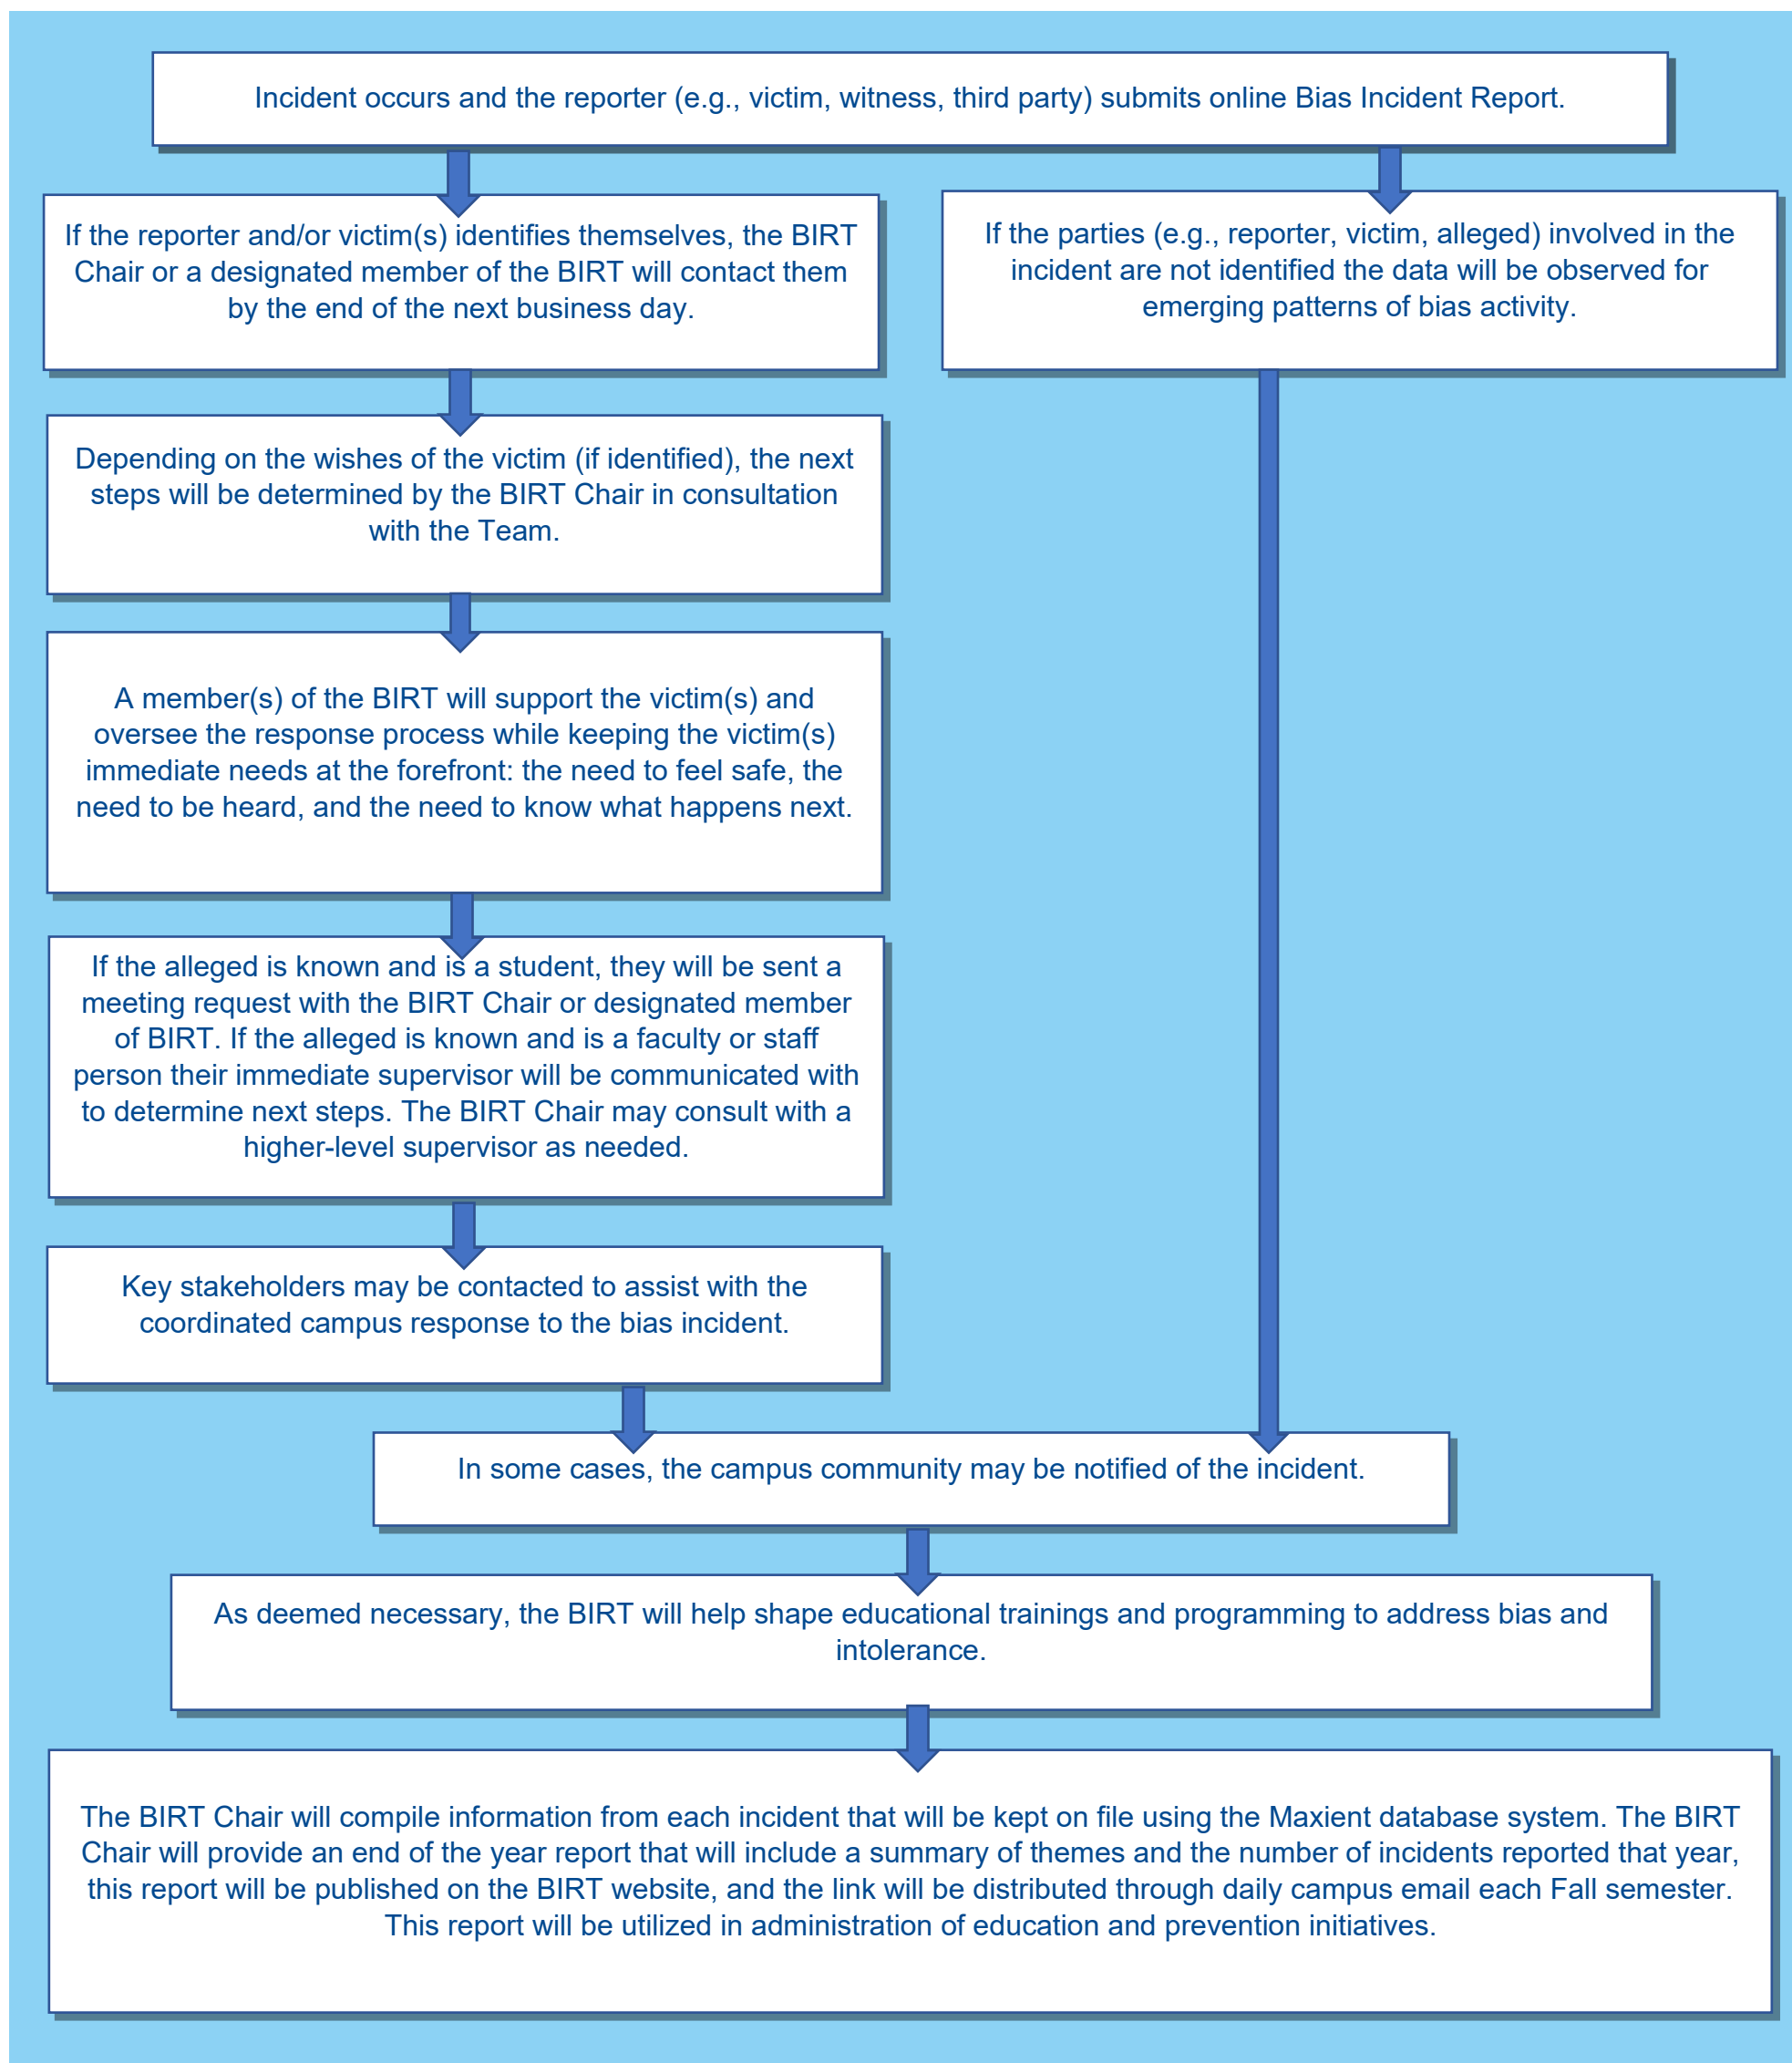 Incident occurs and the reporter (e.g., victim, witness, third party) submits online Bias Incident Report.
If the reporter and/or victim(s) identifies themselves, the BIRT
Chair or a designated member of the BIRT will contact them
by the end of the next business day.
If the parties (e.g., reporter, victim, alleged) involved in the
incident are not identified the data will be observed for
emerging patterns of bias activity.
Depending on the wishes of the victim (if identified), the next
steps will be determined by the BIRT Chair in consultation
with the Team.
A member(s) of the BIRT will support the victim(s) and
oversee the response process while keeping the victim(s)
immediate needs at the forefront: the need to feel safe, the
need to be heard, and the need to know what happens next.
If the alleged is known and is a student, they will be sent a
meeting request with the BIRT Chair or designated member
of BIRT. If the alleged is known and is a faculty or staff
person their immediate supervisor will be communicated with
to determine next steps. The BIRT Chair may consult with a
higher-level supervisor as needed.
Key stakeholders may be contacted to assist with the
coordinated campus response to the bias incident.
In some cases, the campus community may be notified of the incident.
As deemed necessary, the BIRT will help shape educational trainings and programming to address bias and
intolerance.
The BIRT Chair will compile information from each incident that will be kept on file using the Maxient database system. The BIRT
Chair will provide an end of the year report that will include a summary of themes and the number of incidents reported that year,
this report will be published on the BIRT website, and the link will be distributed through daily campus email each Fall semester.
This report will be utilized in administration of education and prevention initiatives.